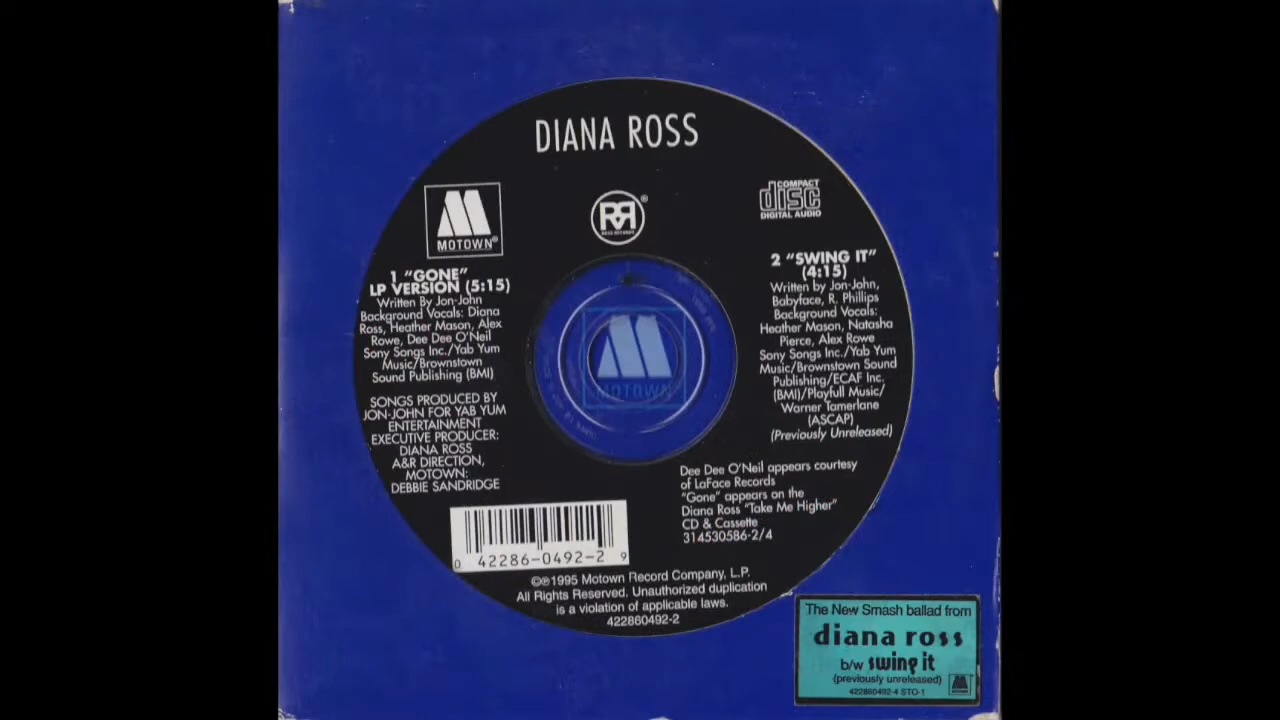 DIANA ROSS
MOTOWN®
RR®
ROSS RECORDS
COMPACT
disc
DIGITAL AUDIO
1 "GONE"
LP VERSION (5:15)
Written By Jon-John
Background Vocals: Diana
Ross, Heather Mason, Alex
Rowe, Dee Dee O'Neil
Sony Songs Inc./Yab Yum
Music/Brownstown
Sound Publishing (BMI)
SONGS PRODUCED BY
JON-JOHN FOR YAB YUM
ENTERTAINMENT
EXECUTIVE PRODUCER:
DIANA ROSS
A&R DIRECTION,
MOTOWN:
DEBBIE SANDRIDGE
2 "SWING IT"
(4:15)
Written by Jon-John,
Babyface, R. Phillips
Background Vocals:
Heather Mason, Natasha
Pierce, Alex Rowe
Sony Songs Inc./Yab Yum
Music/Brownstown Sound
Publishing/ECAF Inc.
(BMI)/Playfull Music/
Warner Tamerlane
(ASCAP)
(Previously Unreleased)
MOTOWN
Dee Dee O'Neil appears courtesy
of LaFace Records
"Gone" appears on the
Diana Ross "Take Me Higher"
CD & Cassette
314530586-2/4
0 42286-0492-2 9
©℗1995 Motown Record Company, L.P.
All Rights Reserved. Unauthorized duplication
is a violation of applicable laws.
422860492-2
The New Smash ballad from
diana ross
b/w swing it
(previously unreleased)
422860492-4 STO-1